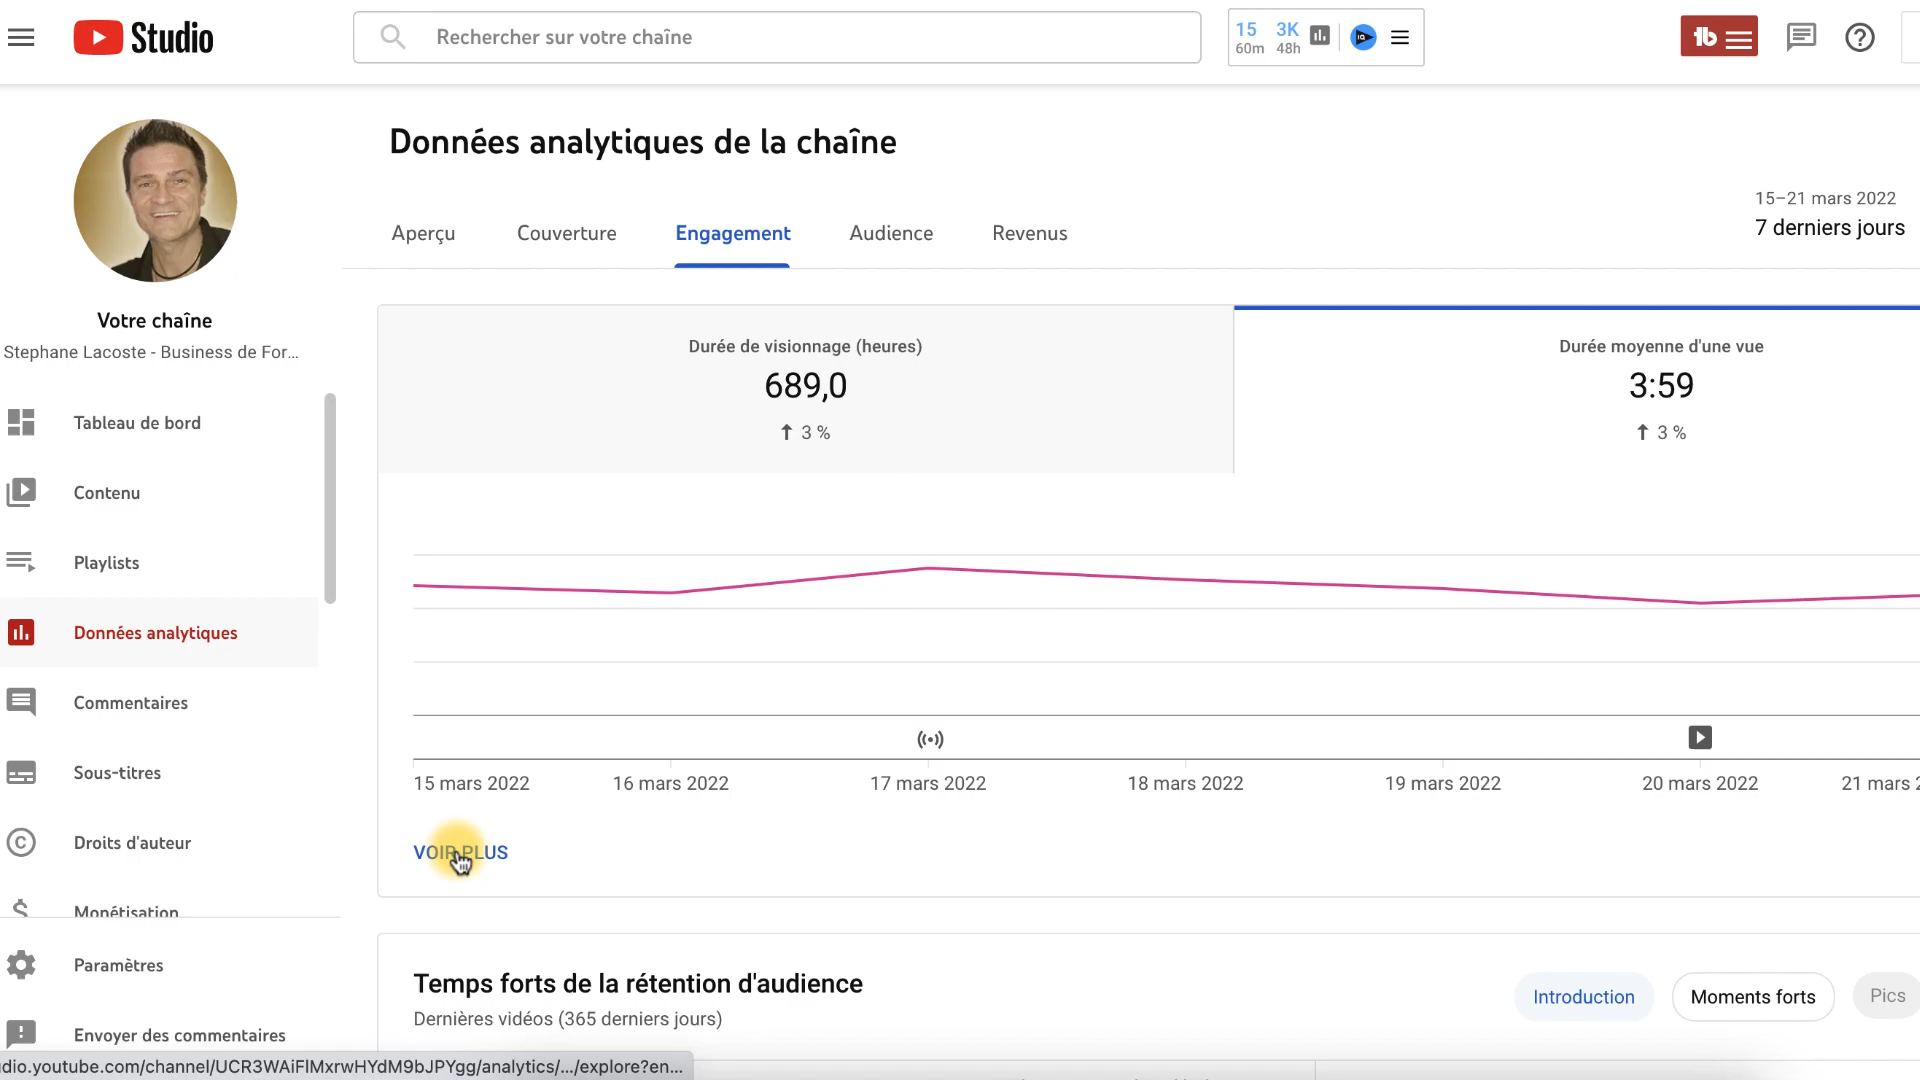 Studio
Rechercher sur votre chaîne
15 3K
60m 48h
Données analytiques de la chaîne
15–21 mars 2022
7 derniers jours
Aperçu Couverture Engagement Audience Revenus
Votre chaîne
Stephane Lacoste - Business de For...
Tableau de bord
Contenu
Playlists
Données analytiques
Commentaires
Sous-titres
Droits d'auteur
Monétisation
Paramètres
Envoyer des commentaires
Durée de visionnage (heures)
689,0
↑ 3 %
Durée moyenne d'une vue
3:59
↑ 3 %
15 mars 2022 16 mars 2022 17 mars 2022 18 mars 2022 19 mars 2022 20 mars 2022 21 mars
VOIR PLUS
Temps forts de la rétention d'audience
Dernières vidéos (365 derniers jours)
Introduction Moments forts Pics
dio.youtube.com/channel/UCR3WAiFIMxrwHYdM9bJPYgg/analytics/.../explore?en...